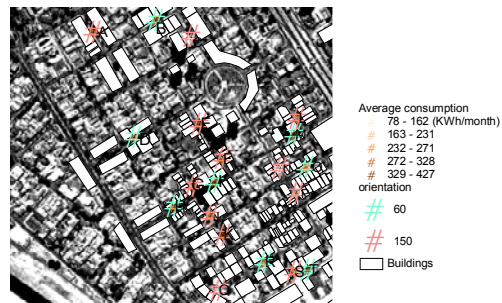 A
B
D
S
Average consumption
78 - 162 (KWh/month)
163 - 231
232 - 271
272 - 328
329 - 427
orientation
60
150
Buildings